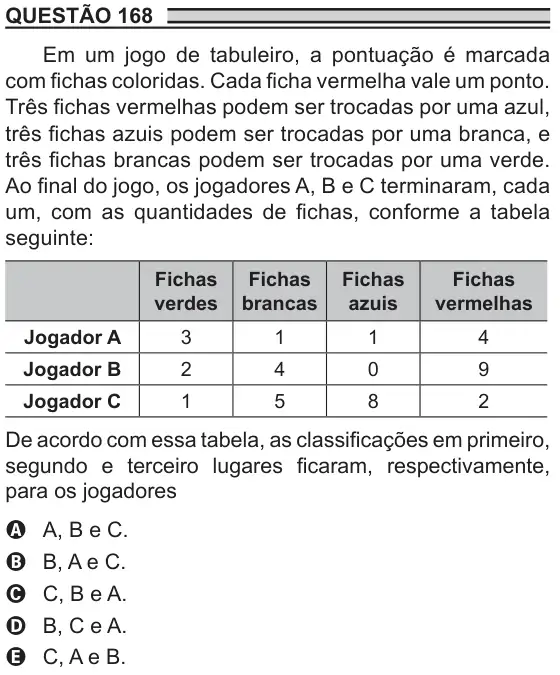 QUESTÃO 168
Em um jogo de tabuleiro, a pontuação é marcada
com fichas coloridas. Cada ficha vermelha vale um ponto.
Três fichas vermelhas podem ser trocadas por uma azul,
três fichas azuis podem ser trocadas por uma branca, e
três fichas brancas podem ser trocadas por uma verde.
Ao final do jogo, os jogadores A, B e C terminaram, cada
um, com as quantidades de fichas, conforme a tabela
seguinte:
Fichas verdes Fichas brancas Fichas azuis Fichas vermelhas
Jogador A 3 1 1 4
Jogador B 2 4 0 9
Jogador C 1 5 8 2
De acordo com essa tabela, as classificações em primeiro,
segundo e terceiro lugares ficaram, respectivamente,
para os jogadores
A A, B e C.
B B, A e C.
C C, B e A.
D B, C e A.
E C, A e B.